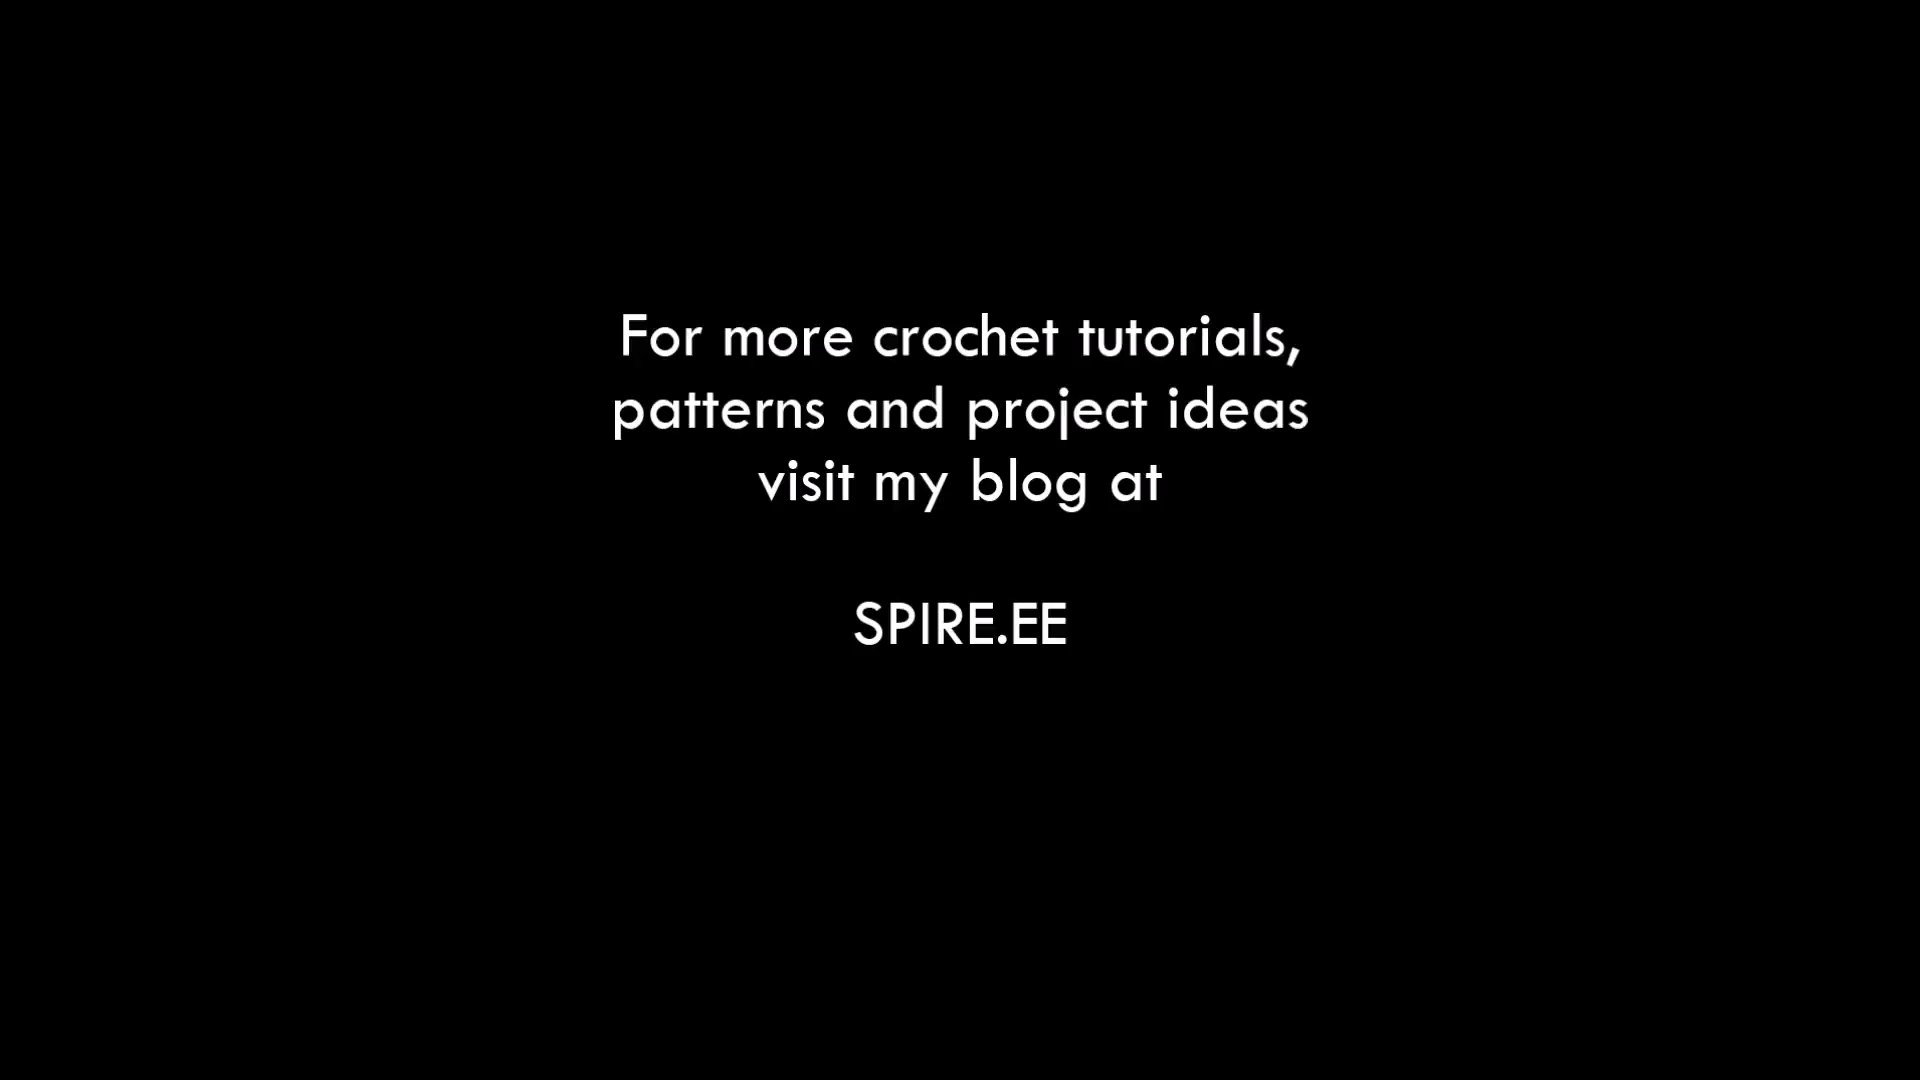 For more crochet tutorials,
patterns and project ideas
visit my blog at
SPIRE.EE